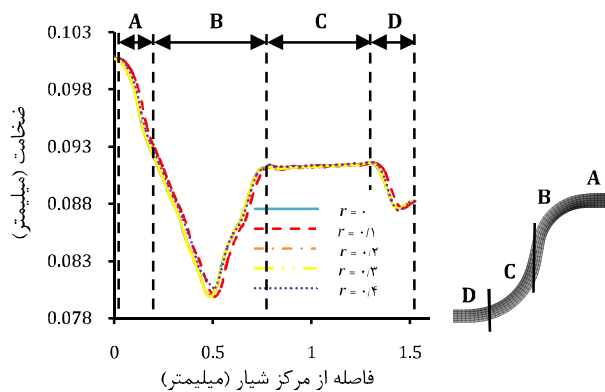 A B C D
0.103
0.098
0.093
0.088
0.083
0.078
ضخامت (میلیمتر)
r = ۰
r = ۰/۱
r = ۰/۲
r = ۰/۳
r = ۰/۴
0 0.5 1 1.5
فاصله از مرکز شیار (میلیمتر)
A
B
C
D